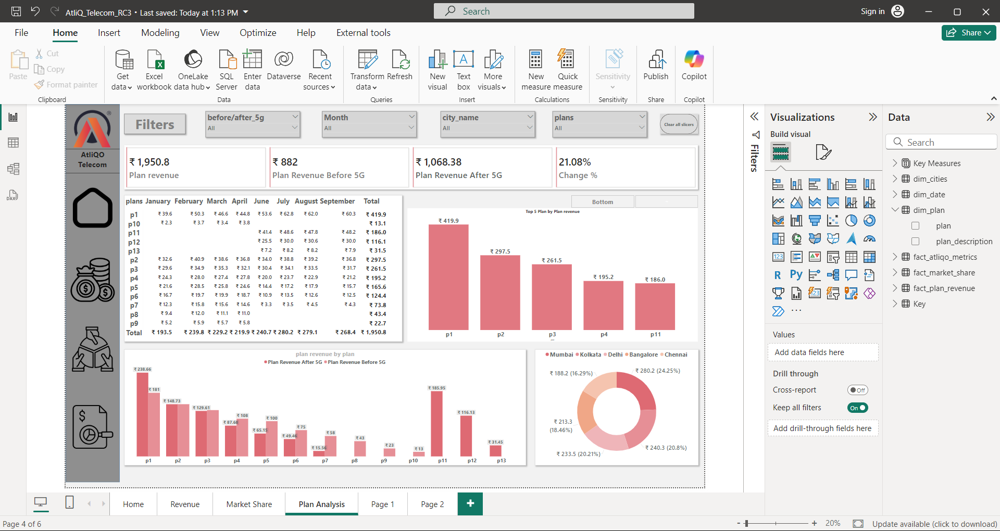 AtliQ_Telecom_RC3 • Last saved: Today at 1:13 PM
Search
Sign in
File
Home
Insert
Modeling
View
Optimize
Help
External tools
Share
Paste
Cut
Copy
Format painter
Clipboard
Get data
Excel workbook
OneLake data hub
SQL Server
Enter data
Dataverse
Recent sources
Data
Transform data
Refresh
Queries
New visual
Text box
More visuals
Insert
New measure
Quick measure
Calculations
Sensitivity
Sensitivity
Publish
Share
Copilot
Copilot
AtliQO
Telecom
Filters
before/after_5g
All
Month
All
city_name
All
plans
All
Clear all slicers
₹ 1,950.8
Plan revenue
₹ 882
Plan Revenue Before 5G
₹ 1,068.38
Plan Revenue After 5G
21.08%
Change %
plans January February March April June July August September Total
p1 ₹ 39.6 ₹ 50.3 ₹ 46.6 ₹ 44.8 ₹ 53.6 ₹ 62.8 ₹ 62.0 ₹ 60.3 ₹ 419.9
p10 ₹ 2.3 ₹ 3.7 ₹ 3.4 ₹ 3.8 ₹ 13.1
p11 ₹ 41.4 ₹ 48.6 ₹ 47.8 ₹ 48.2 ₹ 186.0
p12 ₹ 25.5 ₹ 30.0 ₹ 30.6 ₹ 30.0 ₹ 116.1
p13 ₹ 7.2 ₹ 8.2 ₹ 8.2 ₹ 7.9 ₹ 31.5
p2 ₹ 32.6 ₹ 40.9 ₹ 38.6 ₹ 36.8 ₹ 34.0 ₹ 38.8 ₹ 39.2 ₹ 36.8 ₹ 297.5
p3 ₹ 29.6 ₹ 34.9 ₹ 35.3 ₹ 32.1 ₹ 30.4 ₹ 34.1 ₹ 33.5 ₹ 31.7 ₹ 261.5
p4 ₹ 24.3 ₹ 28.0 ₹ 27.4 ₹ 27.8 ₹ 20.0 ₹ 23.7 ₹ 22.9 ₹ 21.2 ₹ 195.2
p5 ₹ 21.6 ₹ 28.5 ₹ 25.8 ₹ 24.6 ₹ 14.4 ₹ 17.2 ₹ 17.9 ₹ 15.7 ₹ 165.6
p6 ₹ 16.7 ₹ 19.7 ₹ 19.9 ₹ 18.7 ₹ 10.9 ₹ 13.5 ₹ 12.6 ₹ 12.5 ₹ 124.4
p7 ₹ 12.3 ₹ 15.8 ₹ 15.6 ₹ 14.6 ₹ 3.3 ₹ 3.5 ₹ 4.5 ₹ 4.3 ₹ 73.8
p8 ₹ 9.4 ₹ 12.0 ₹ 11.1 ₹ 11.0 ₹ 43.4
p9 ₹ 5.2 ₹ 5.9 ₹ 5.7 ₹ 5.8 ₹ 22.7
Total ₹ 193.5 ₹ 239.8 ₹ 229.2 ₹ 219.9 ₹ 240.7 ₹ 280.2 ₹ 279.1 ₹ 268.4 ₹ 1,950.8
Bottom
Top 5 Plan by Plan revenue
₹ 419.9
₹ 297.5
₹ 261.5
₹ 195.2
₹ 186.0
p1 p2 p3 p4 p11
plan revenue by plan
Plan Revenue After 5G Plan Revenue Before 5G
₹ 238.66
₹ 181
₹ 148.73
₹ 129.61
₹ 87.68
₹ 108
₹ 65.15
₹ 100
₹ 49.46
₹ 75
₹ 15.56
₹ 58
₹ 43
₹ 23
₹ 13
₹ 185.95
₹ 116.13
₹ 31.45
p1 p2 p3 p4 p5 p6 p7 p8 p9 p10 p11 p12 p13
Mumbai Kolkata Delhi Bangalore Chennai
₹ 188.2 (16.29%)
₹ 280.2 (24.25%)
₹ 213.3
(18.46%)
₹ 233.5 (20.21%)
₹ 240.3 (20.8%)
Filters
Visualizations
Build visual
123
R
Py
123
Values
Add data fields here
Drill through
Cross-report
Off
Keep all filters
On
Add drill-through fields here
Data
Search
Key Measures
dim_cities
dim_date
dim_plan
plan
plan_description
fact_atliqo_metrics
fact_market_share
fact_plan_revenue
Key
DAX
Home
Revenue
Market Share
Plan Analysis
Page 1
Page 2
Page 4 of 6
- + 20%
Update available (click to download)